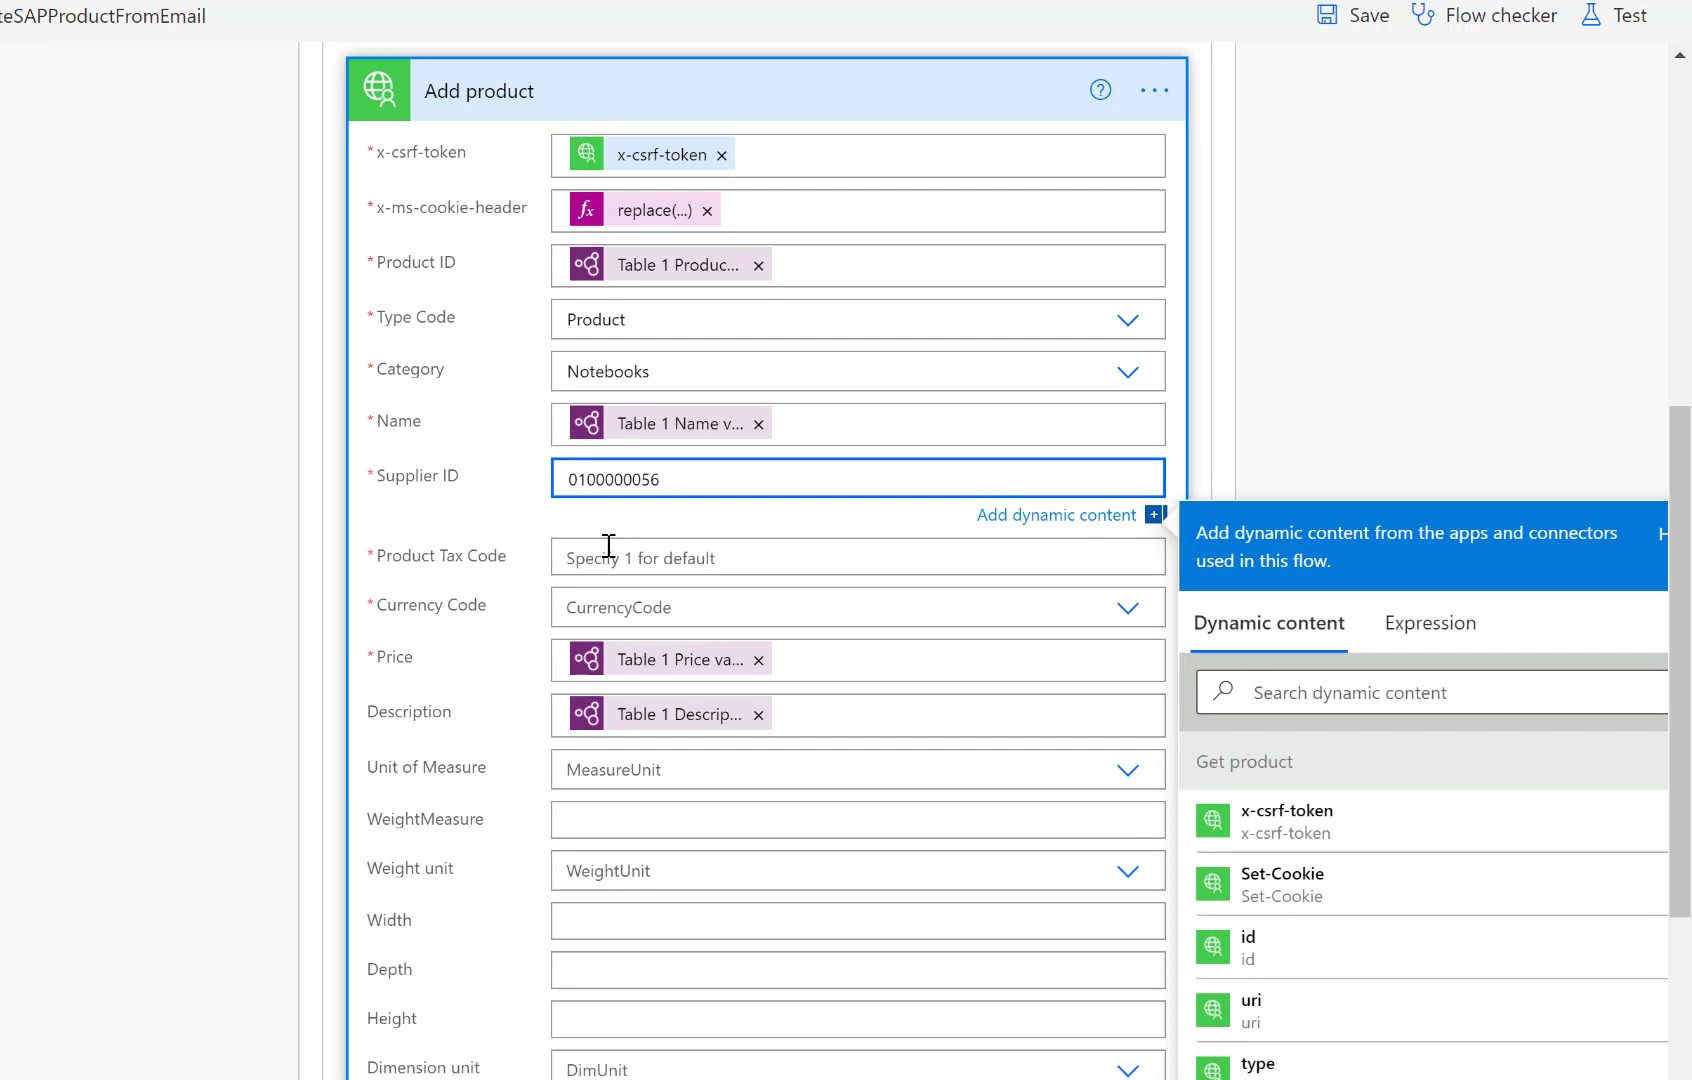 teSAPProductFromEmail
Save
Flow checker
Test
Add product
* x-csrf-token
x-csrf-token ×
* x-ms-cookie-header
fx replace(...) ×
* Product ID
Table 1 Produc... ×
* Type Code
Product
* Category
Notebooks
* Name
Table 1 Name v... ×
* Supplier ID
0100000056
Add dynamic content +
* Product Tax Code
Specify 1 for default
* Currency Code
CurrencyCode
* Price
Table 1 Price va... ×
Description
Table 1 Descrip... ×
Unit of Measure
MeasureUnit
WeightMeasure
Weight unit
WeightUnit
Width
Depth
Height
Dimension unit
DimUnit
Add dynamic content from the apps and connectors
used in this flow.
Dynamic content
Expression
Search dynamic content
Get product
x-csrf-token
x-csrf-token
Set-Cookie
Set-Cookie
id
id
uri
uri
type